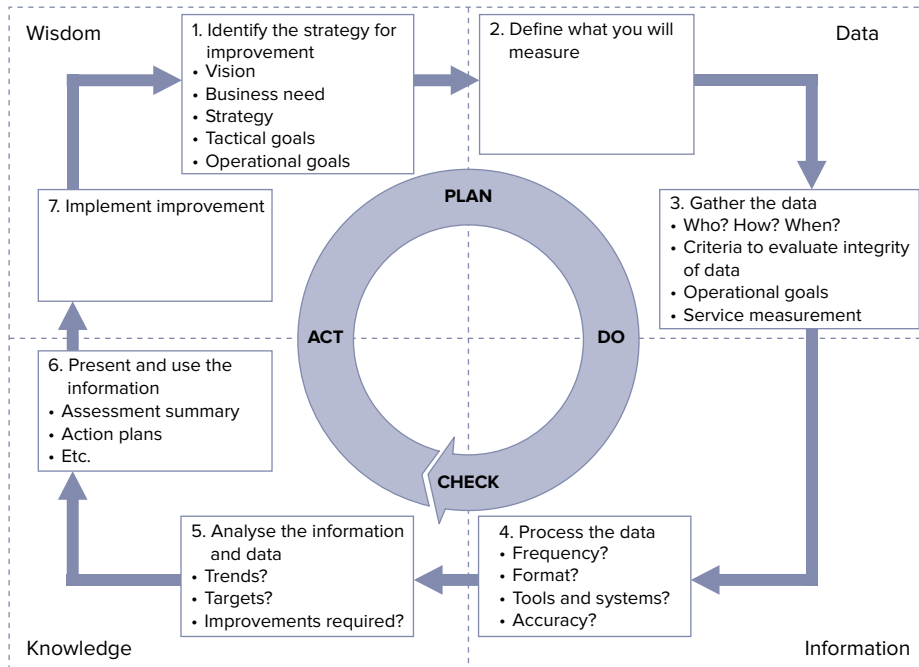 Wisdom
1. Identify the strategy for
improvement
• Vision
• Business need
• Strategy
• Tactical goals
• Operational goals
2. Define what you will
measure
Data
7. Implement improvement
PLAN
3. Gather the data
• Who? How? When?
• Criteria to evaluate integrity
of data
• Operational goals
• Service measurement
ACT
DO
6. Present and use the
information
• Assessment summary
• Action plans
• Etc.
CHECK
5. Analyse the information
and data
• Trends?
• Targets?
• Improvements required?
4. Process the data
• Frequency?
• Format?
• Tools and systems?
• Accuracy?
Knowledge
Information